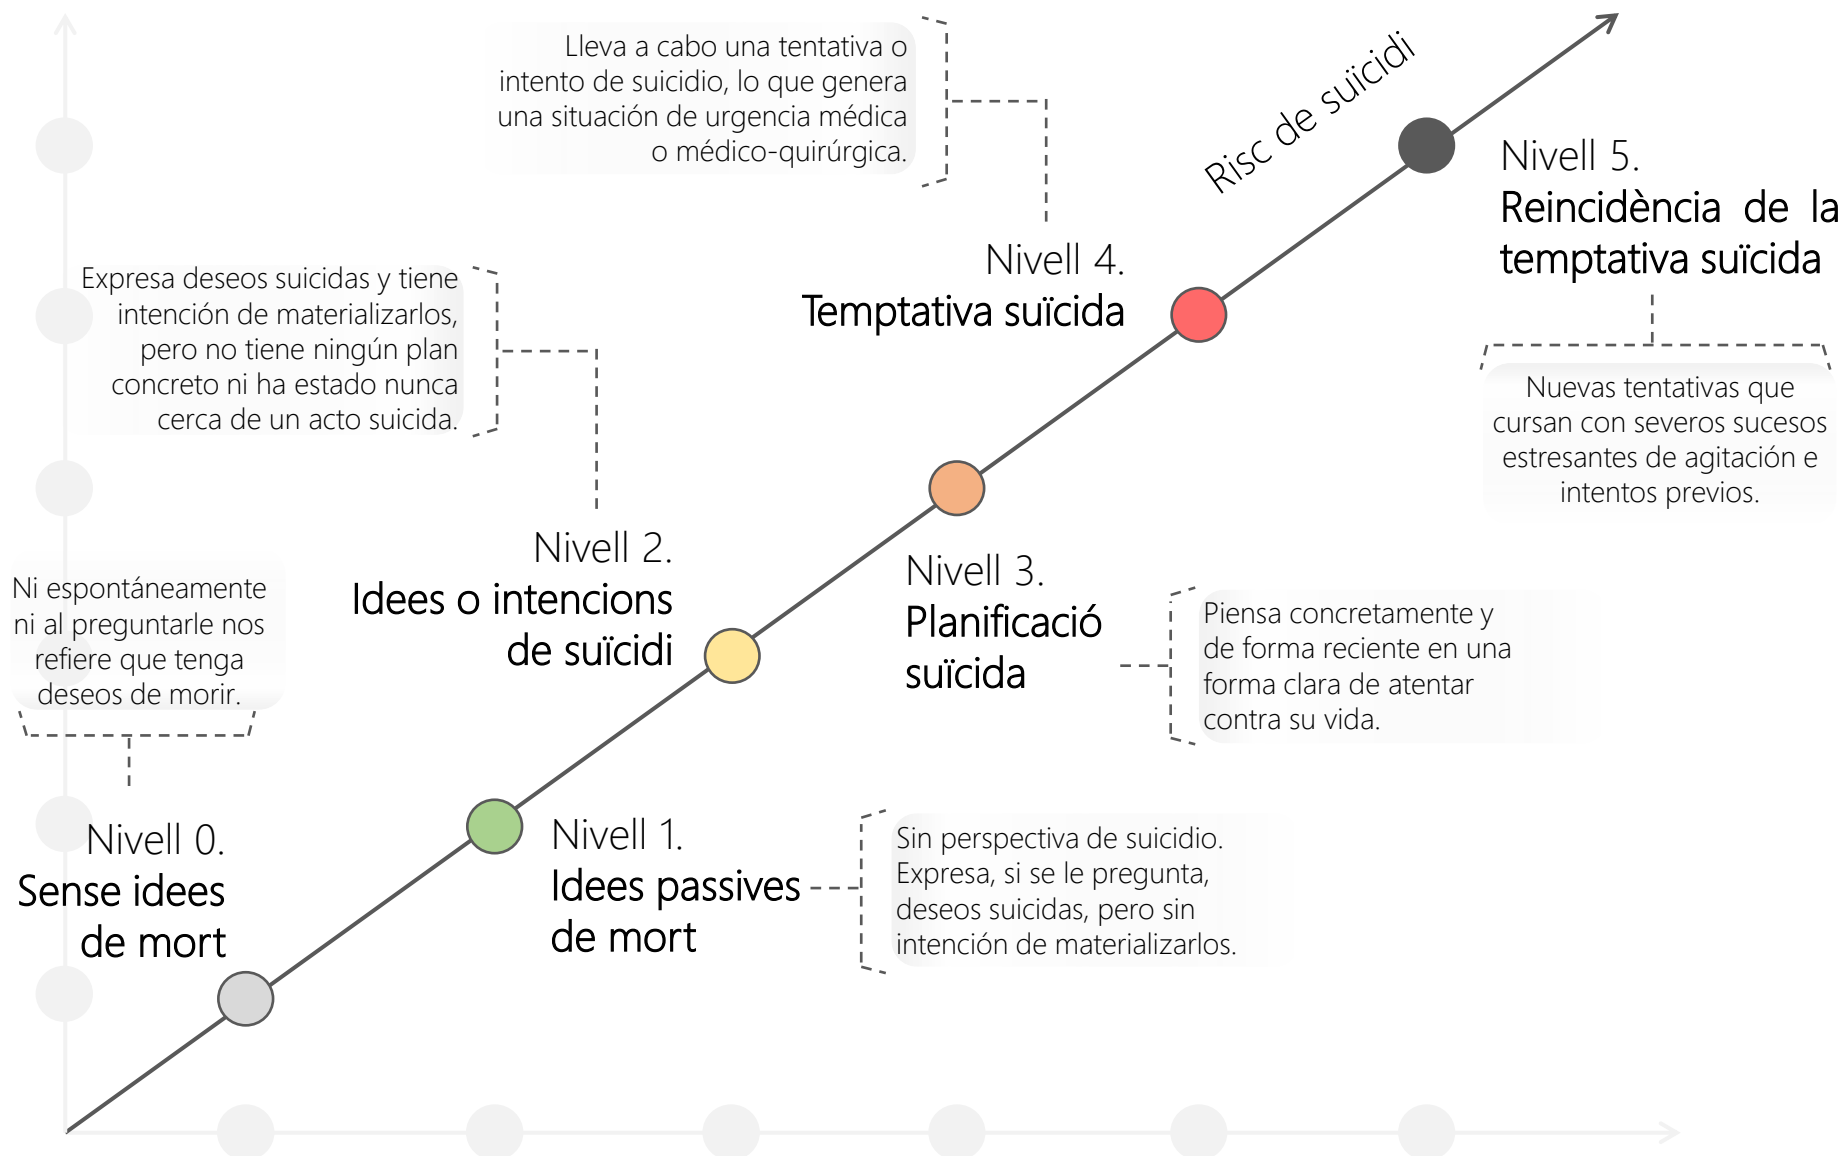 Risc de suïcidi
Ni espontáneamente
ni al preguntarle nos
refiere que tenga
deseos de morir.
Nivell 0.
Sense idees
de mort
Nivell 1.
Idees passives
de mort
Sin perspectiva de suicidio.
Expresa, si se le pregunta,
deseos suicidas, pero sin
intención de materializarlos.
Expresa deseos suicidas y tiene
intención de materializarlos,
pero no tiene ningún plan
concreto ni ha estado nunca
cerca de un acto suicida.
Nivell 2.
Idees o intencions
de suïcidi
Nivell 3.
Planificació
suïcida
Piensa concretamente y
de forma reciente en una
forma clara de atentar
contra su vida.
Lleva a cabo una tentativa o
intento de suicidio, lo que genera
una situación de urgencia médica
o médico-quirúrgica.
Nivell 4.
Temptativa suïcida
Nivell 5.
Reincidència de la
temptativa suïcida
Nuevas tentativas que
cursan con severos sucesos
estresantes de agitación e
intentos previos.